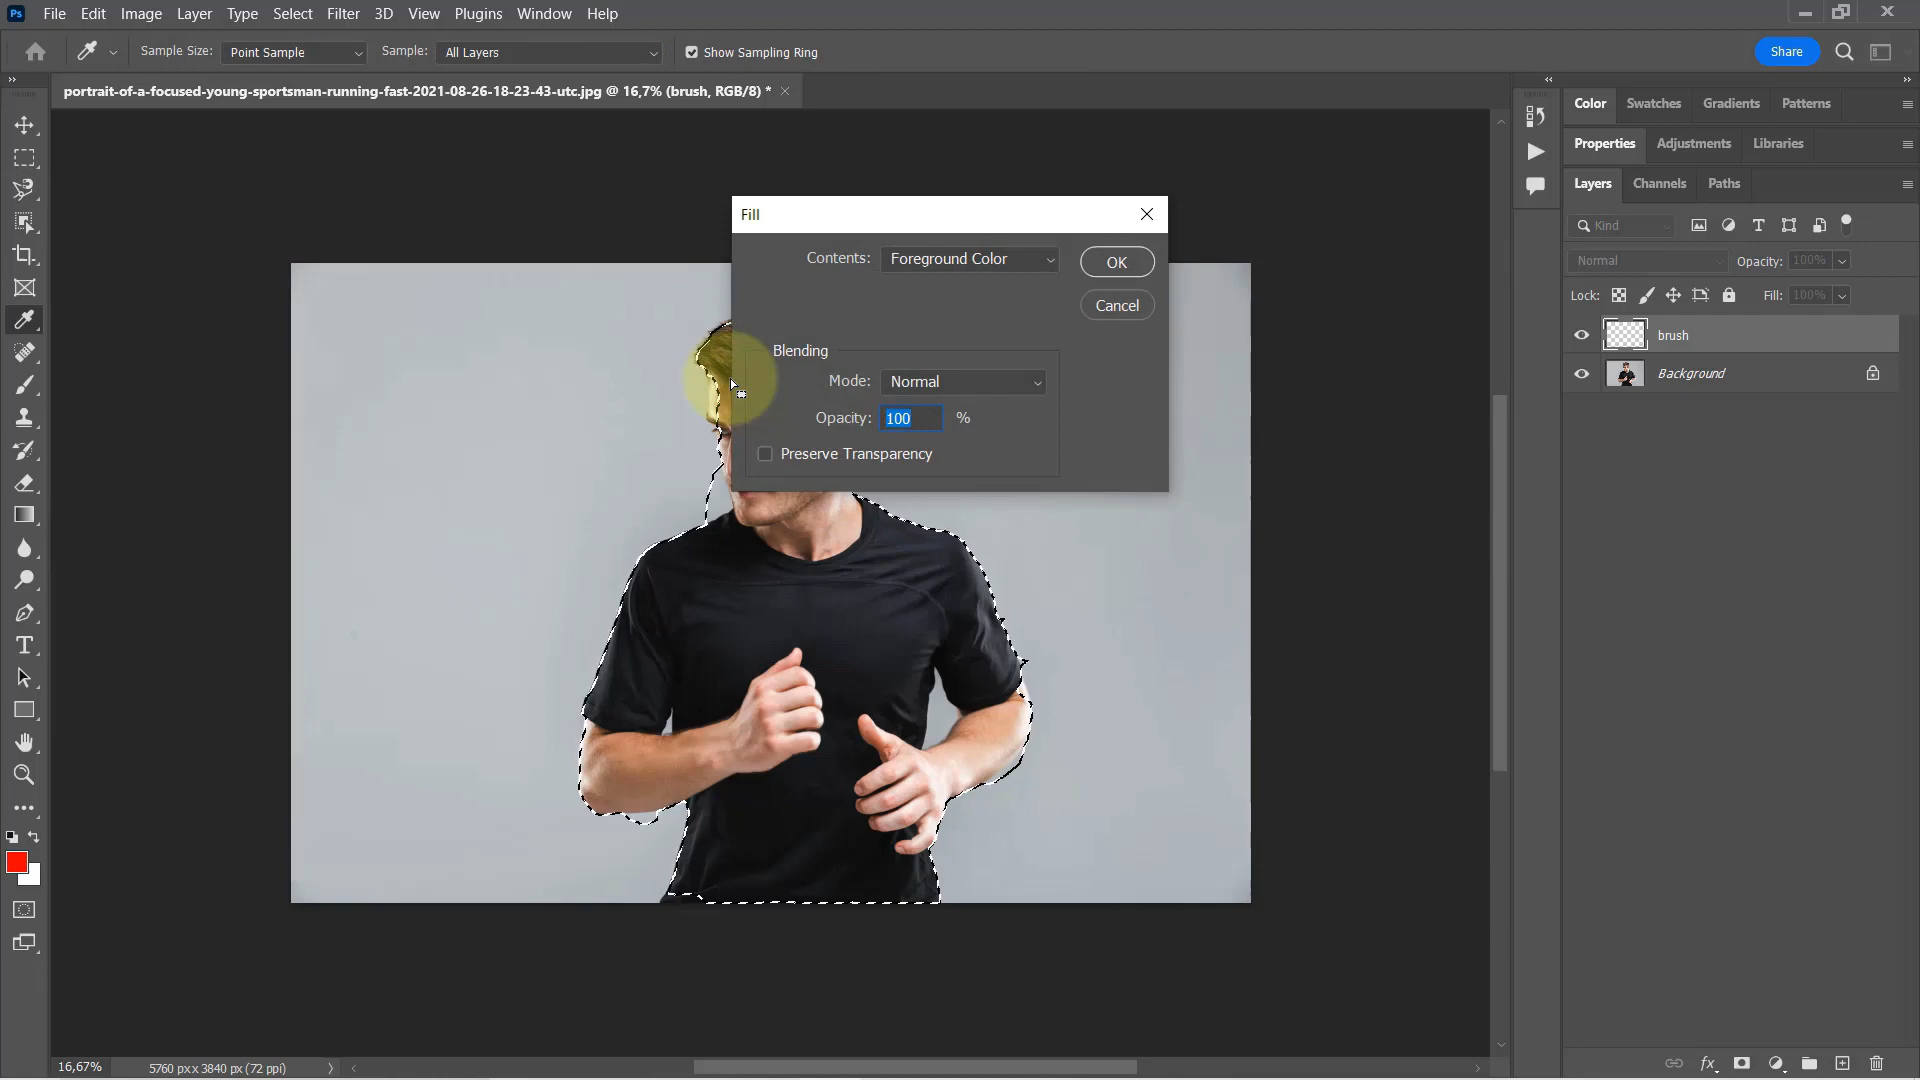 Ps File Edit Image Layer Type Select Filter 3D View Plugins Window Help
Sample Size: Point Sample Sample: All Layers Show Sampling Ring Share
portrait-of-a-focused-young-sportsman-running-fast-2021-08-26-18-23-43-utc.jpg @ 16,7% (brush, RGB/8) *
Color Swatches Gradients Patterns
Properties Adjustments Libraries
Layers Channels Paths
Kind
Normal Opacity: 100%
Lock: Fill: 100%
brush
Background
Fill
Contents: Foreground Color OK
Cancel
Blending
Mode: Normal
Opacity: 100 %
Preserve Transparency
16,67% 5760 px x 3840 px (72 ppi)